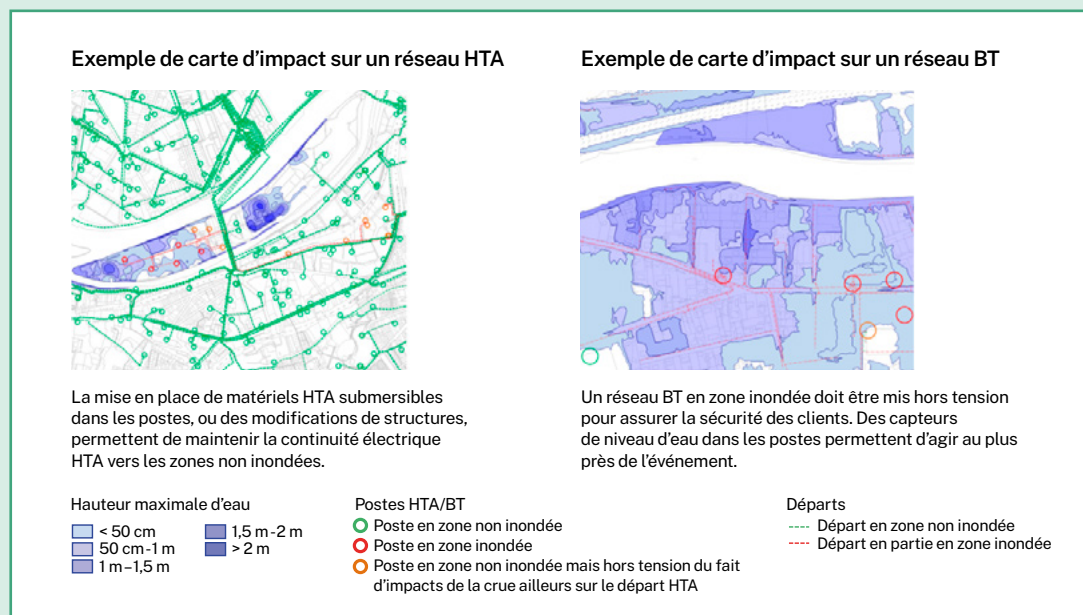 Exemple de carte d’impact sur un réseau HTA
La mise en place de matériels HTA submersibles
dans les postes, ou des modifications de structures,
permettent de maintenir la continuité électrique
HTA vers les zones non inondées.
Exemple de carte d’impact sur un réseau BT
Un réseau BT en zone inondée doit être mis hors tension
pour assurer la sécurité des clients. Des capteurs
de niveau d’eau dans les postes permettent d’agir au plus
près de l’événement.
Hauteur maximale d’eau
< 50 cm
50 cm-1 m
1 m–1,5 m
1,5 m-2 m
> 2 m
Postes HTA/BT
Poste en zone non inondée
Poste en zone inondée
Poste en zone non inondée mais hors tension du fait
d’impacts de la crue ailleurs sur le départ HTA
Départs
Départ en zone non inondée
Départ en partie en zone inondée